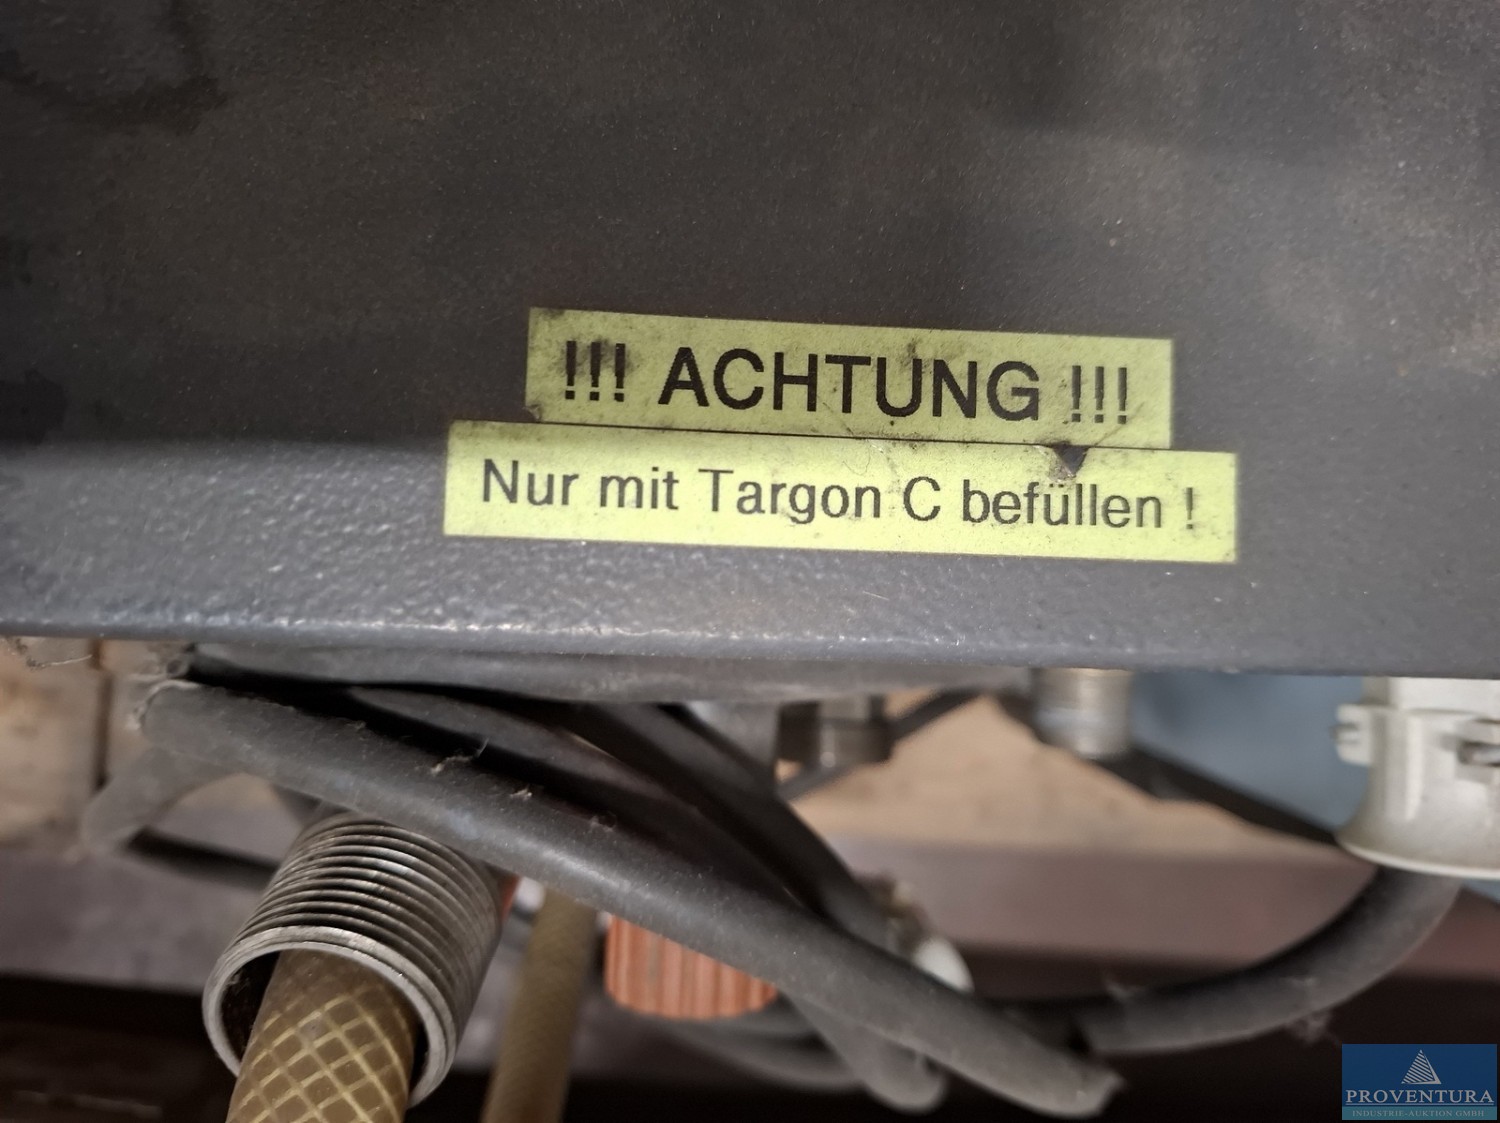 !!! ACHTUNG !!!
Nur mit Targon C befüllen !
PROVENTURA
INDUSTRIE-AUKTION GMBH